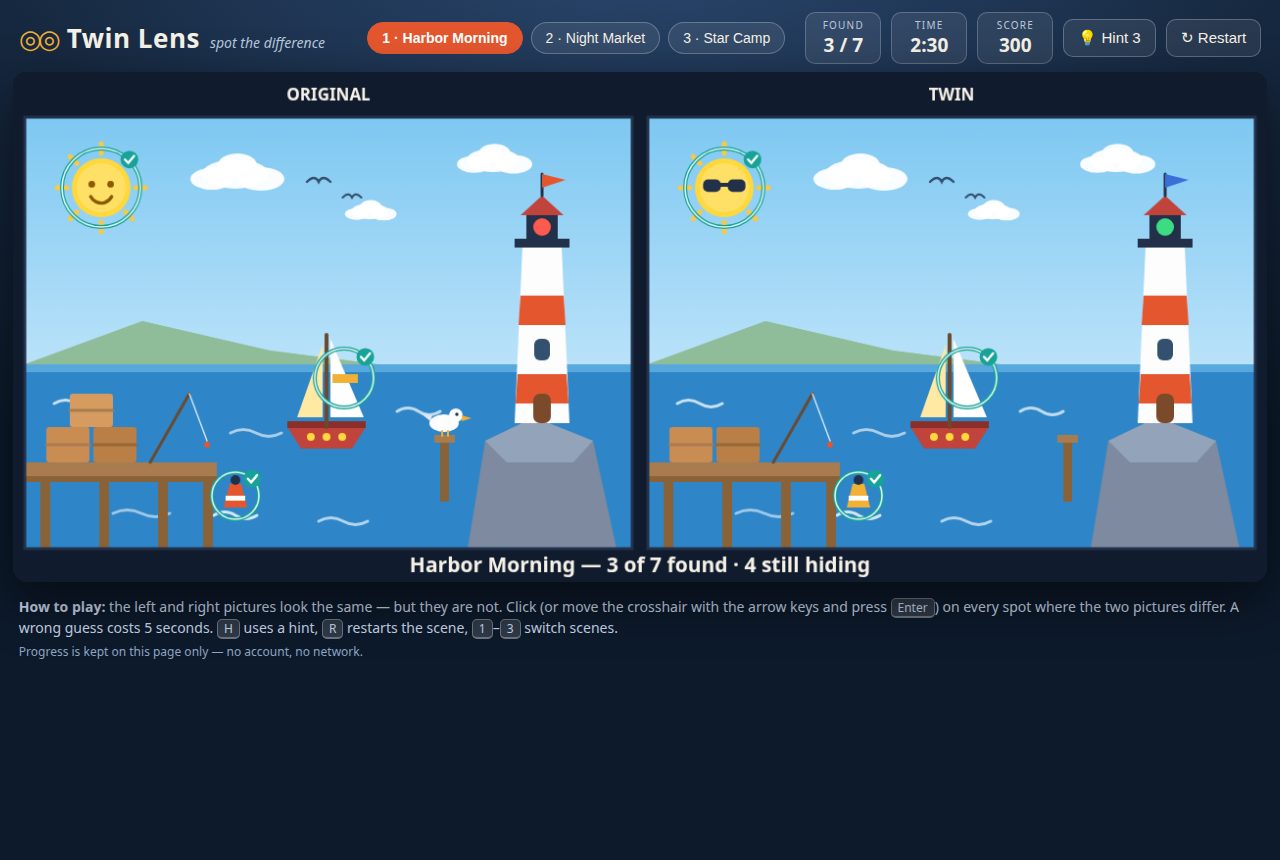 Twin Lens spot the difference
1 · Harbor Morning
2 · Night Market
3 · Star Camp
FOUND
3 / 7
TIME
2:30
SCORE
300
💡 Hint 3
↻ Restart
ORIGINAL
TWIN
Harbor Morning — 3 of 7 found · 4 still hiding
How to play: the left and right pictures look the same — but they are not. Click (or move the crosshair with the arrow keys and press Enter) on every spot where the two pictures differ. A
wrong guess costs 5 seconds. H uses a hint, R restarts the scene, 1–3 switch scenes.
Progress is kept on this page only — no account, no network.